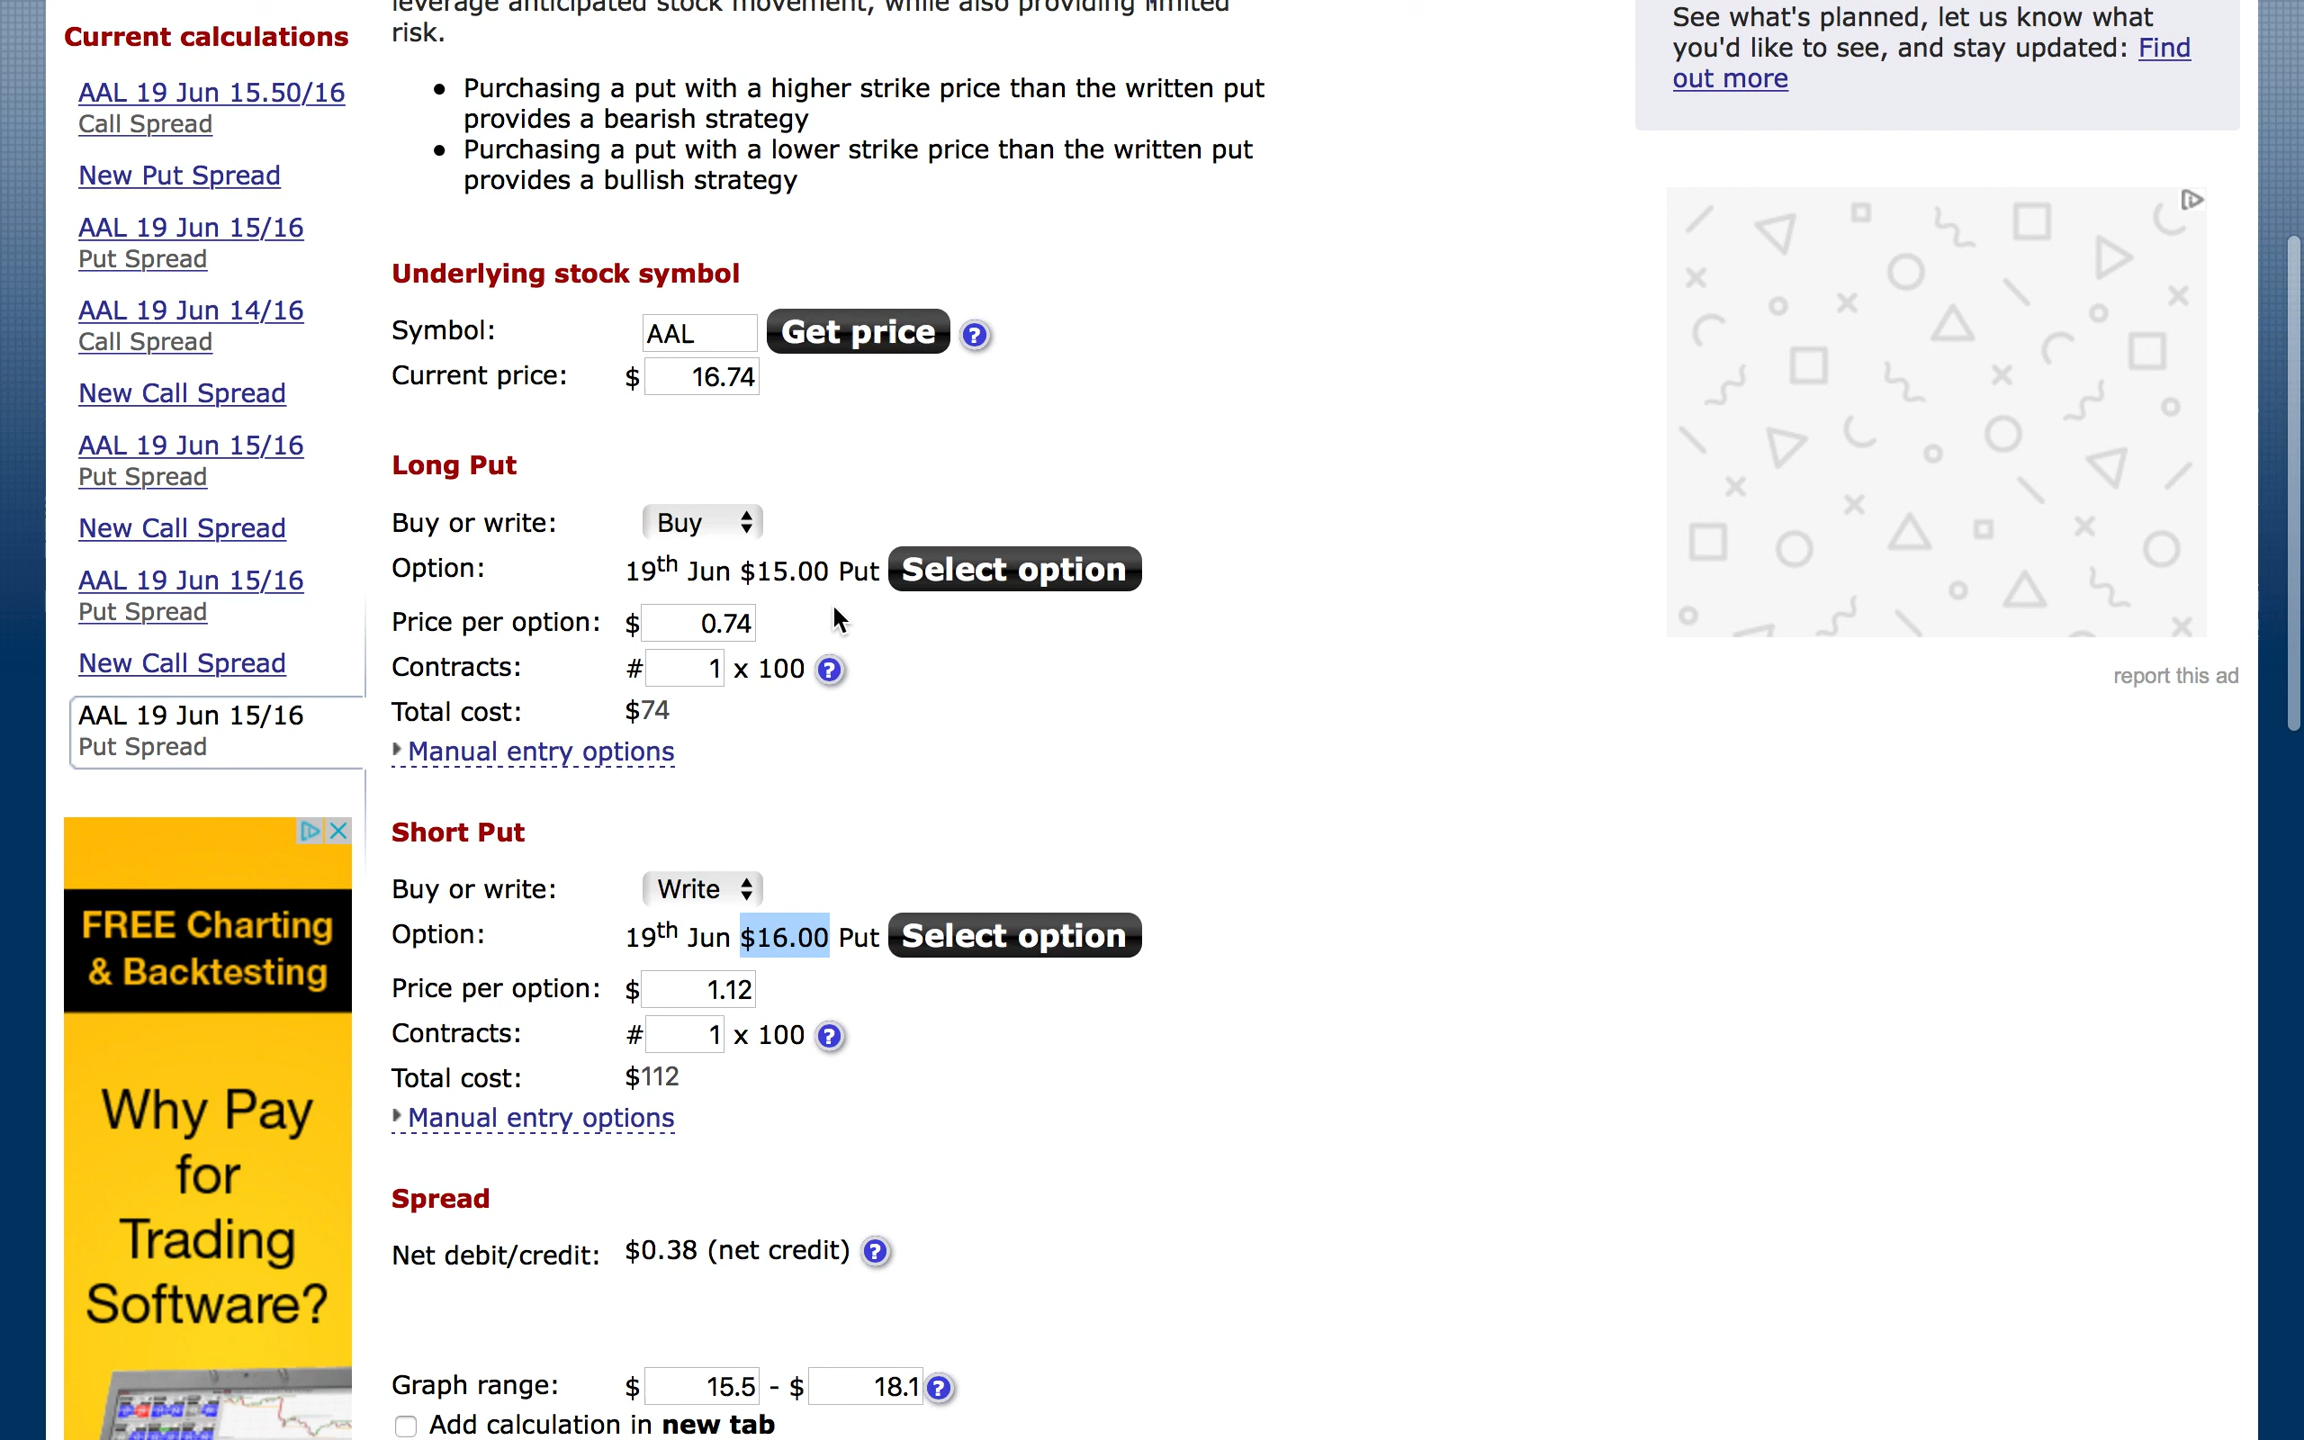 Current calculations
AAL 19 Jun 15.50/16
Call Spread
New Put Spread
AAL 19 Jun 15/16
Put Spread
AAL 19 Jun 14/16
Call Spread
New Call Spread
AAL 19 Jun 15/16
Put Spread
New Call Spread
AAL 19 Jun 15/16
Put Spread
New Call Spread
AAL 19 Jun 15/16
Put Spread
FREE Charting
& Backtesting
Why Pay
for
Trading
Software?
leverage anticipated stock movement, while also providing limited
risk.
• Purchasing a put with a higher strike price than the written put
provides a bearish strategy
• Purchasing a put with a lower strike price than the written put
provides a bullish strategy
Underlying stock symbol
Symbol: AAL Get price ?
Current price: $ 16.74
Long Put
Buy or write: Buy
Option: 19th Jun $15.00 Put Select option
Price per option: $ 0.74
Contracts: # 1 x 100 ?
Total cost: $74
Manual entry options
Short Put
Buy or write: Write
Option: 19th Jun $16.00 Put Select option
Price per option: $ 1.12
Contracts: # 1 x 100 ?
Total cost: $112
Manual entry options
Spread
Net debit/credit: $0.38 (net credit) ?
Graph range: $ 15.5 - $ 18.1 ?
Add calculation in new tab
See what's planned, let us know what
you'd like to see, and stay updated: Find
out more
report this ad